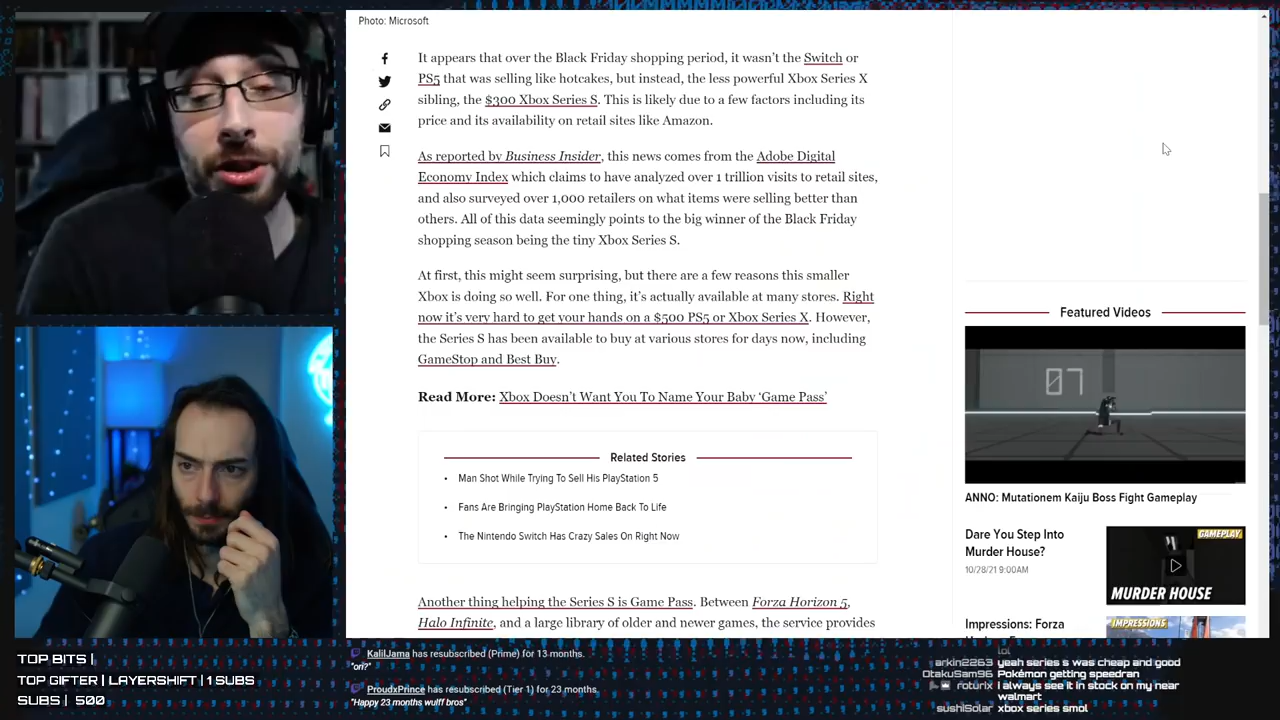 Photo: Microsoft
It appears that over the Black Friday shopping period, it wasn't the Switch or
PS5 that was selling like hotcakes, but instead, the less powerful Xbox Series X
sibling, the $300 Xbox Series S. This is likely due to a few factors including its
price and its availability on retail sites like Amazon.
As reported by Business Insider, this news comes from the Adobe Digital
Economy Index which claims to have analyzed over 1 trillion visits to retail sites,
and also surveyed over 1,000 retailers on what items were selling better than
others. All of this data seemingly points to the big winner of the Black Friday
shopping season being the tiny Xbox Series S.
At first, this might seem surprising, but there are a few reasons this smaller
Xbox is doing so well. For one thing, it's actually available at many stores. Right
now it's very hard to get your hands on a $500 PS5 or Xbox Series X. However,
the Series S has been available to buy at various stores for days now, including
GameStop and Best Buy.
Read More: Xbox Doesn't Want You To Name Your Baby 'Game Pass'
Related Stories
• Man Shot While Trying To Sell His PlayStation 5
• Fans Are Bringing PlayStation Home Back To Life
• The Nintendo Switch Has Crazy Sales On Right Now
Another thing helping the Series S is Game Pass. Between Forza Horizon 5,
Halo Infinite, and a large library of older and newer games, the service provides
Featured Videos
07
ANNO: Mutationem Kaiju Boss Fight Gameplay
Dare You Step Into
Murder House?
10/28/21 9:00AM
GAMEPLAY
MURDER HOUSE
Impressions: Forza
IMPRESSIONS
TOP BITS |
TOP GIFTER | LAYERSHIFT | 1 SUBS
SUBS | 500
KalilJama has resubscribed (Prime) for 13 months.
"ori?"
ProudxPrince has resubscribed (Tier 1) for 23 months.
"Happy 23 months wulff bros"
lol
arkin2263 yeah series s was cheap and good
OtakuSam96 Pokémon getting speedran
roturix I always see it in stock on my near
walmart
sushiSolar xbox series smol